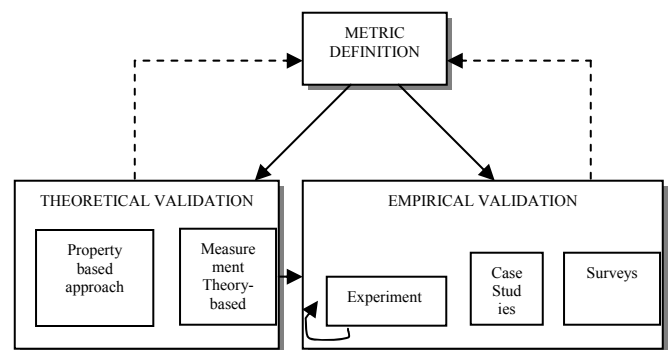 METRIC
DEFINITION
THEORETICAL VALIDATION
Property
based
approach
Measure
ment
Theory-
based
EMPIRICAL VALIDATION
Experiment
Case
Stud
ies
Surveys